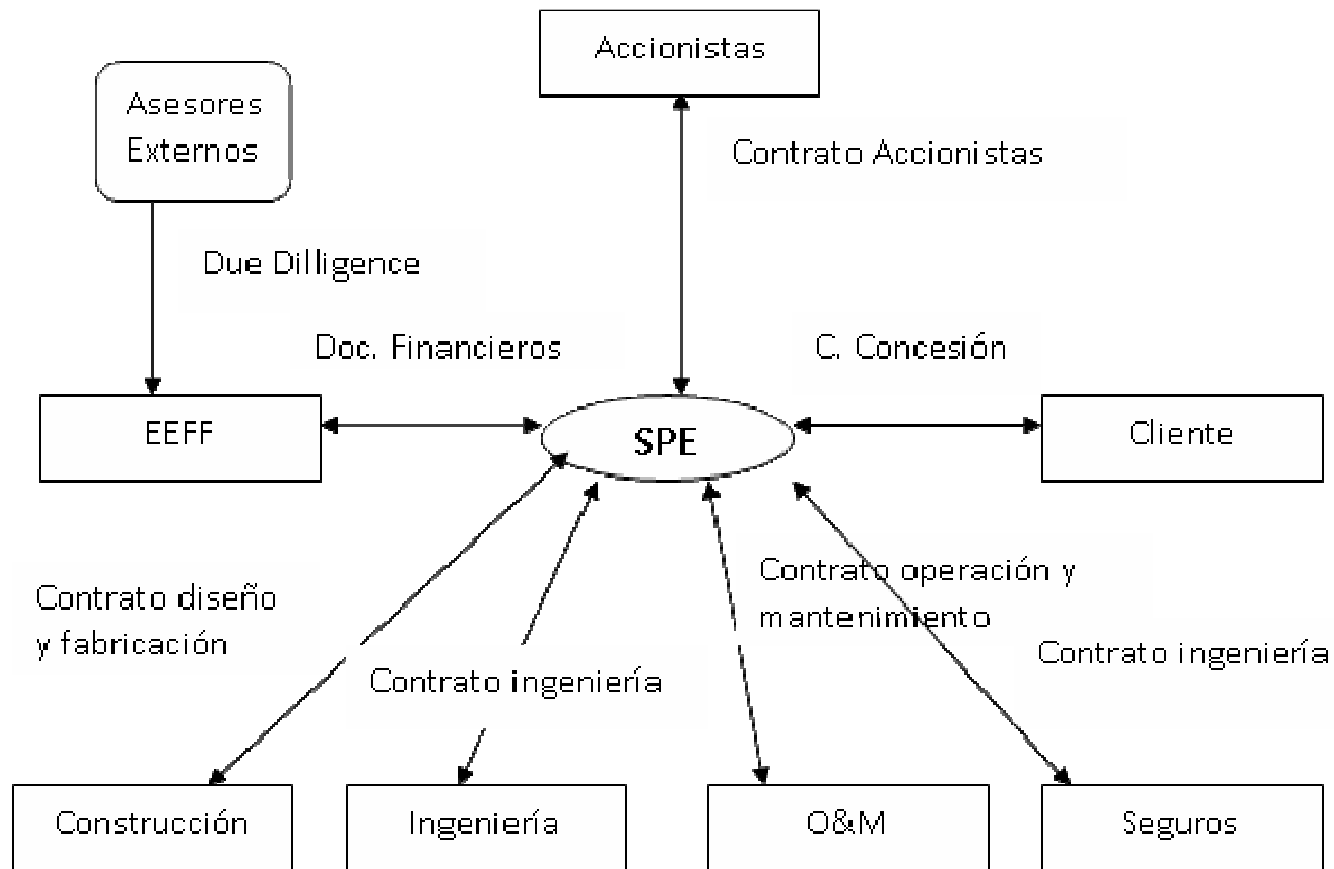 Accionistas
Asesores
Externos
Contrato Accionistas
Due Dilligence
Doc. Financieros
C. Concesión
EEFF
SPE
Cliente
Contrato diseño
y fabricación
Contrato operación y
mantenimiento
Contrato ingeniería
Contrato ingeniería
Construcción
Ingeniería
O&M
Seguros